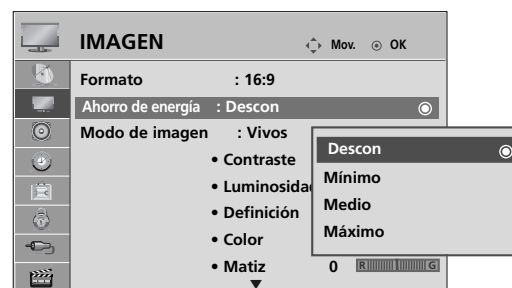 IMAGEN Mov. OK
Formato : 16:9
Ahorro de energía : Descon
Modo de imagen : Vivos
• Contraste
• Luminosida
• Definición
• Color
• Matiz 0 R G
Descon
Mínimo
Medio
Máximo